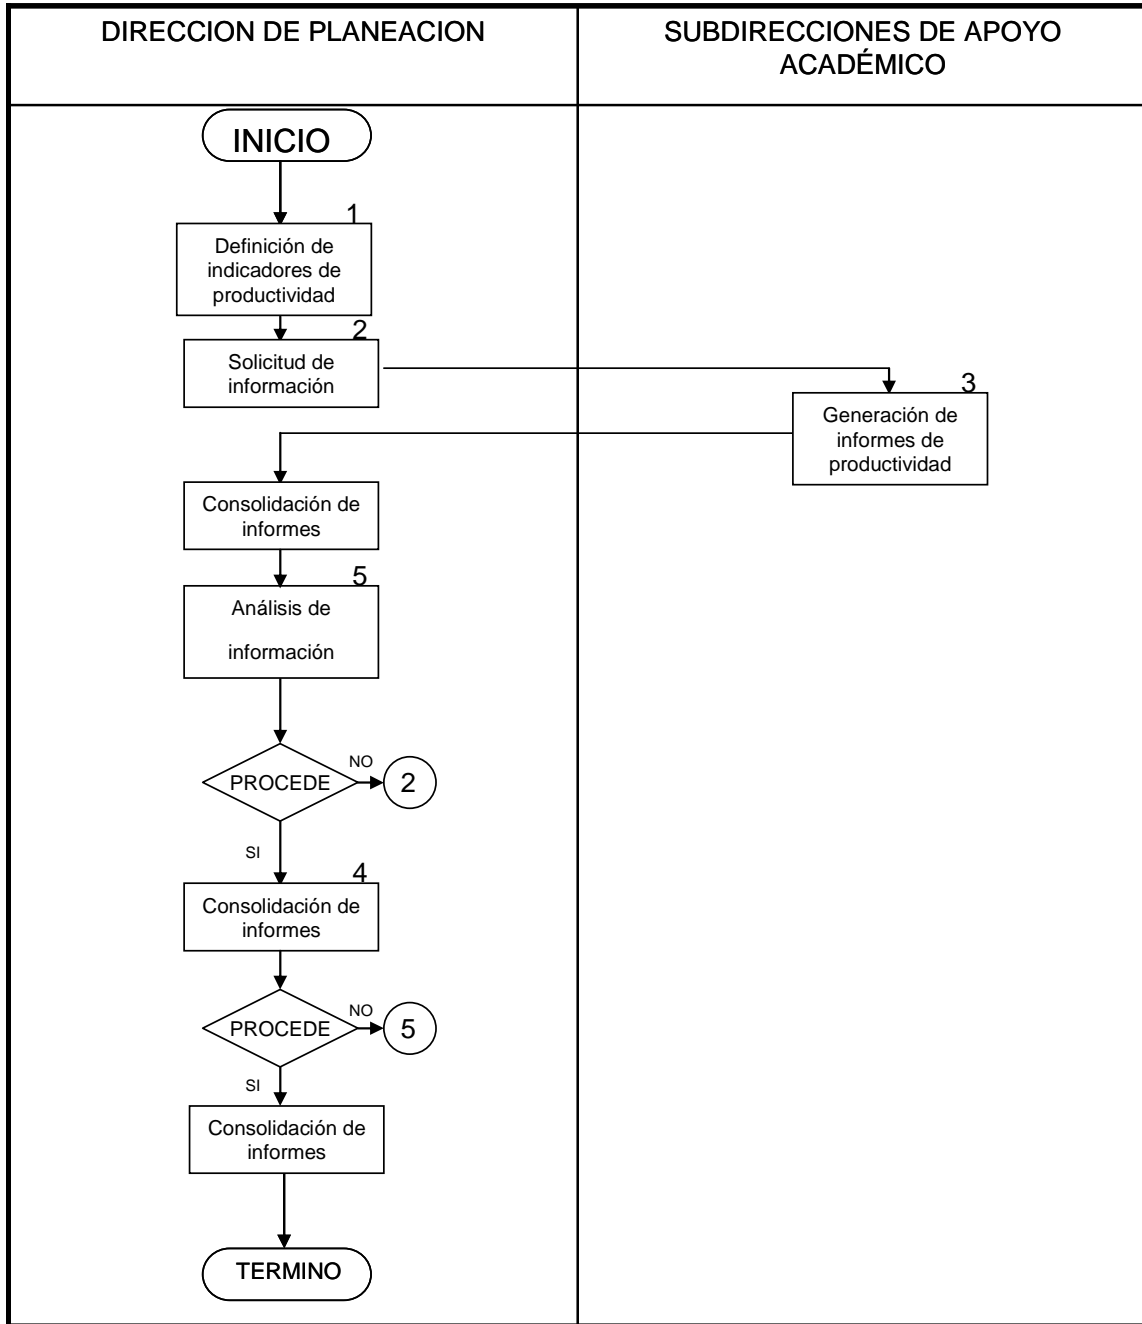 DIRECCION DE PLANEACION
SUBDIRECCIONES DE APOYO
ACADÉMICO
INICIO
1
Definición de
indicadores de
productividad
2
Solicitud de
información
3
Generación de
informes de
productividad
Consolidación de
informes
5
Análisis de
información
PROCEDE
NO
2
SI
4
Consolidación de
informes
PROCEDE
NO
5
SI
Consolidación de
informes
TERMINO